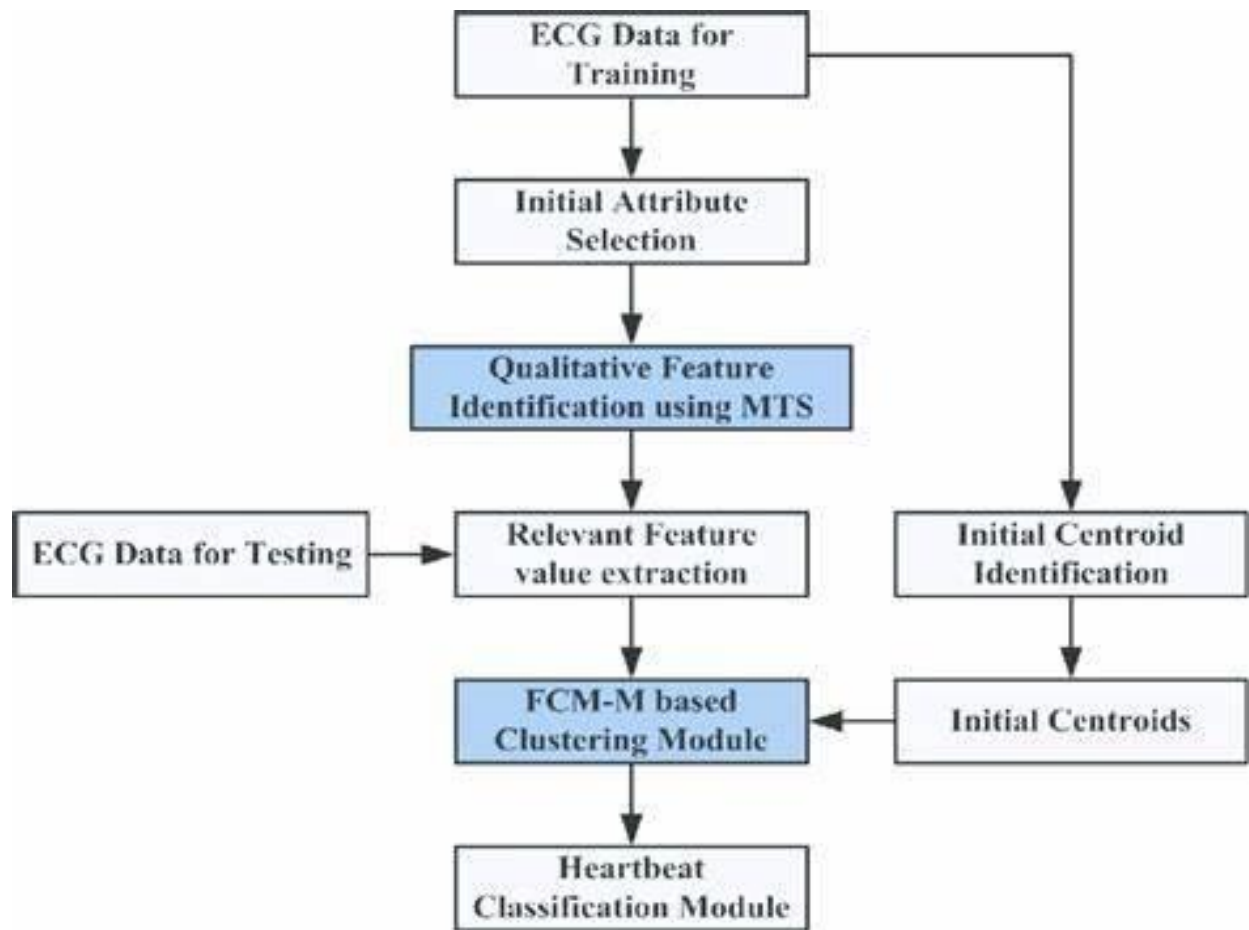 ECG Data for
Training
Initial Attribute
Selection
Qualitative Feature
Identification using MTS
ECG Data for Testing
Relevant Feature
value extraction
Initial Centroid
Identification
FCM-M based
Clustering Module
Initial Centroids
Heartbeat
Classification Module